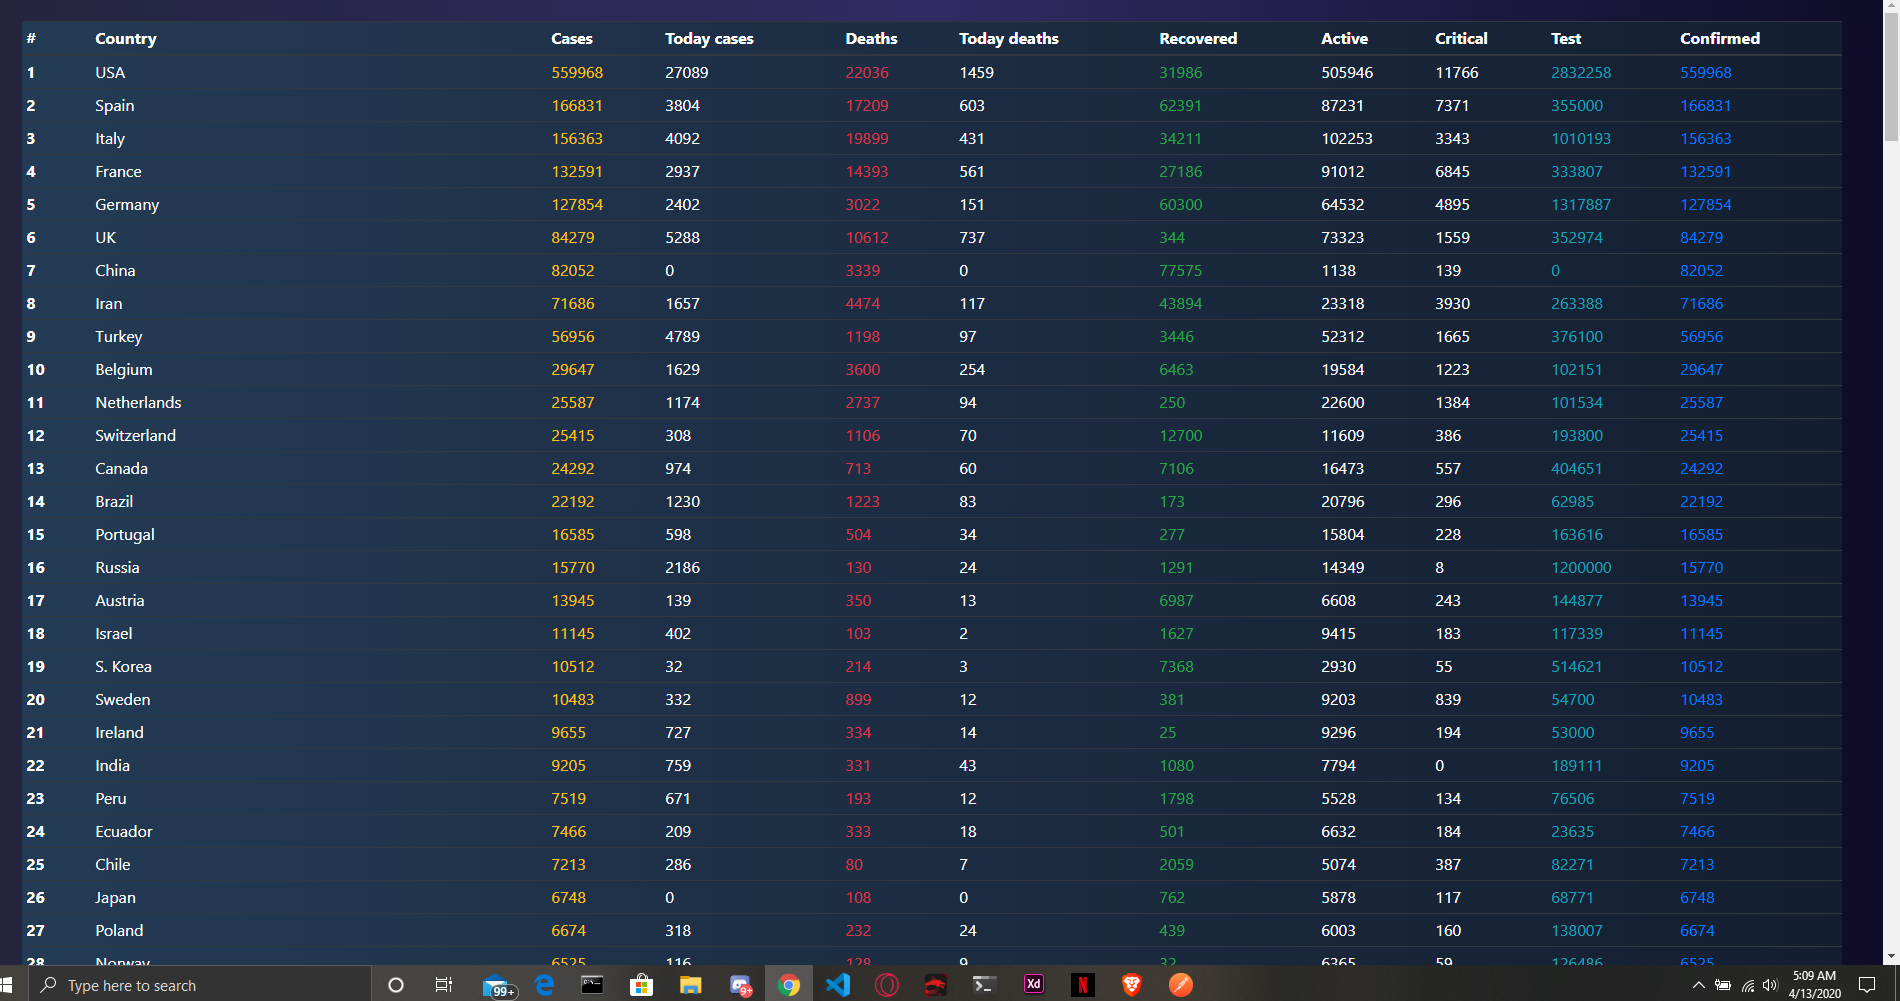 # Country Cases Today cases Deaths Today deaths Recovered Active Critical Test Confirmed
1 USA 559968 27089 22036 1459 31986 505946 11766 2832258 559968
2 Spain 166831 3804 17209 603 62391 87231 7371 355000 166831
3 Italy 156363 4092 19899 431 34211 102253 3343 1010193 156363
4 France 132591 2937 14393 561 27186 91012 6845 333807 132591
5 Germany 127854 2402 3022 151 60300 64532 4895 1317887 127854
6 UK 84279 5288 10612 737 344 73323 1559 352974 84279
7 China 82052 0 3339 0 77575 1138 139 0 82052
8 Iran 71686 1657 4474 117 43894 23318 3930 263388 71686
9 Turkey 56956 4789 1198 97 3446 52312 1665 376100 56956
10 Belgium 29647 1629 3600 254 6463 19584 1223 102151 29647
11 Netherlands 25587 1174 2737 94 250 22600 1384 101534 25587
12 Switzerland 25415 308 1106 70 12700 11609 386 193800 25415
13 Canada 24292 974 713 60 7106 16473 557 404651 24292
14 Brazil 22192 1230 1223 83 173 20796 296 62985 22192
15 Portugal 16585 598 504 34 277 15804 228 163616 16585
16 Russia 15770 2186 130 24 1291 14349 8 1200000 15770
17 Austria 13945 139 350 13 6987 6608 243 144877 13945
18 Israel 11145 402 103 2 1627 9415 183 117339 11145
19 S. Korea 10512 32 214 3 7368 2930 55 514621 10512
20 Sweden 10483 332 899 12 381 9203 839 54700 10483
21 Ireland 9655 727 334 14 25 9296 194 53000 9655
22 India 9205 759 331 43 1080 7794 0 189111 9205
23 Peru 7519 671 193 12 1798 5528 134 76506 7519
24 Ecuador 7466 209 333 18 501 6632 184 23635 7466
25 Chile 7213 286 80 7 2059 5074 387 82271 7213
26 Japan 6748 0 108 0 762 5878 117 68771 6748
27 Poland 6674 318 232 24 439 6003 160 138007 6674
28 Norway 6525 116 128 9 32 6365 59 126486 6525
Type here to search
99+
9+
Xd
N
5:09 AM
4/13/2020